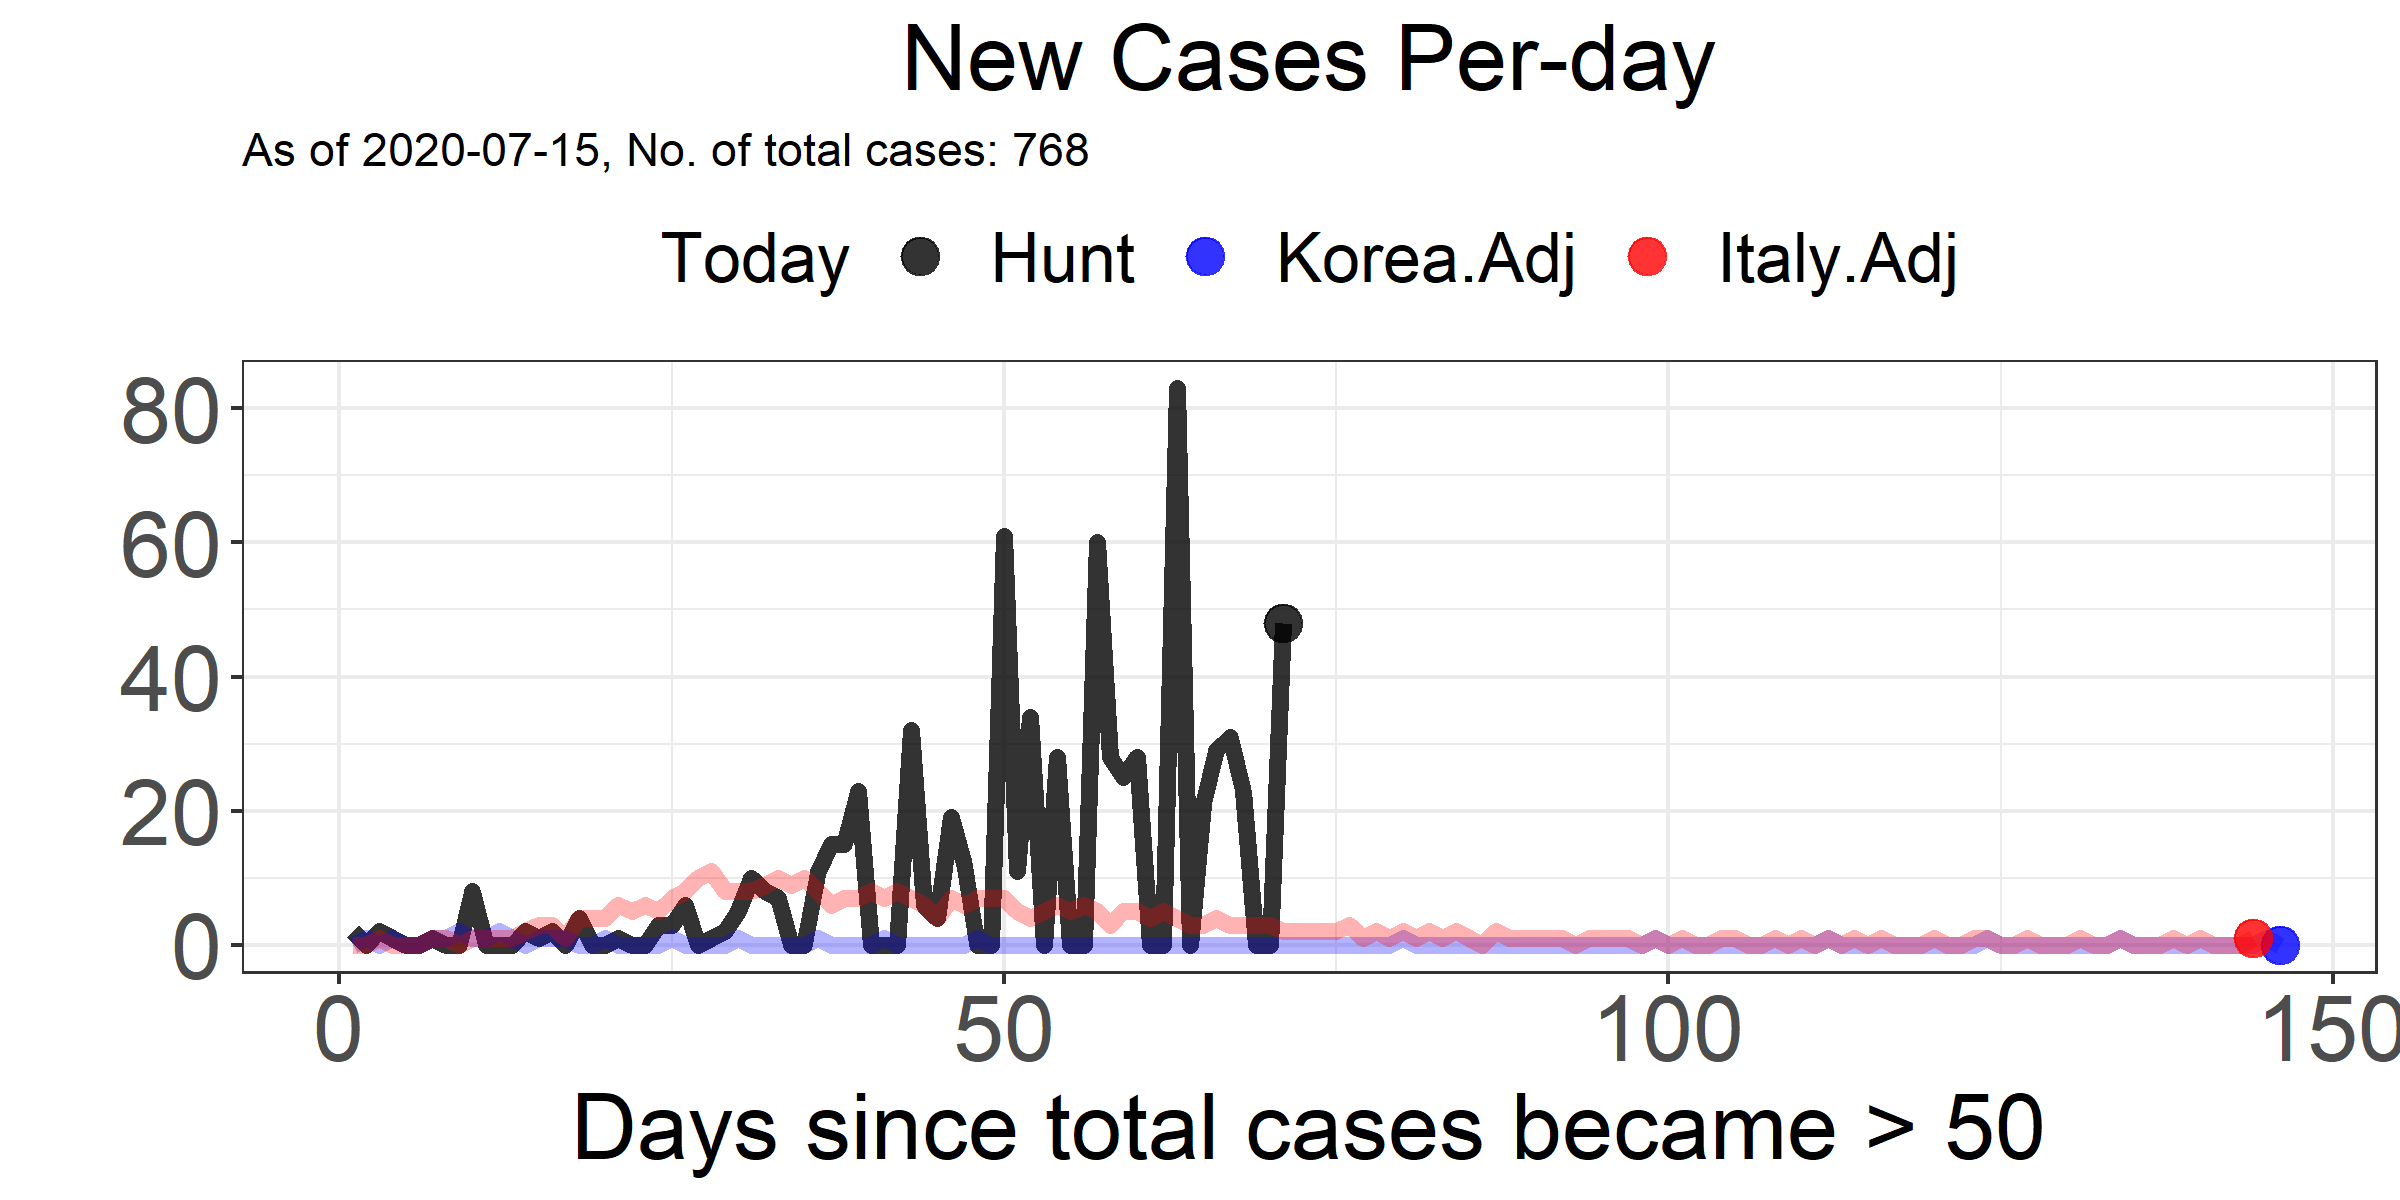 New Cases Per-day
As of 2020-07-15, No. of total cases: 768
Today Hunt Korea.Adj Italy.Adj
80
60
40
20
0
0 50 100 150
Days since total cases became > 50